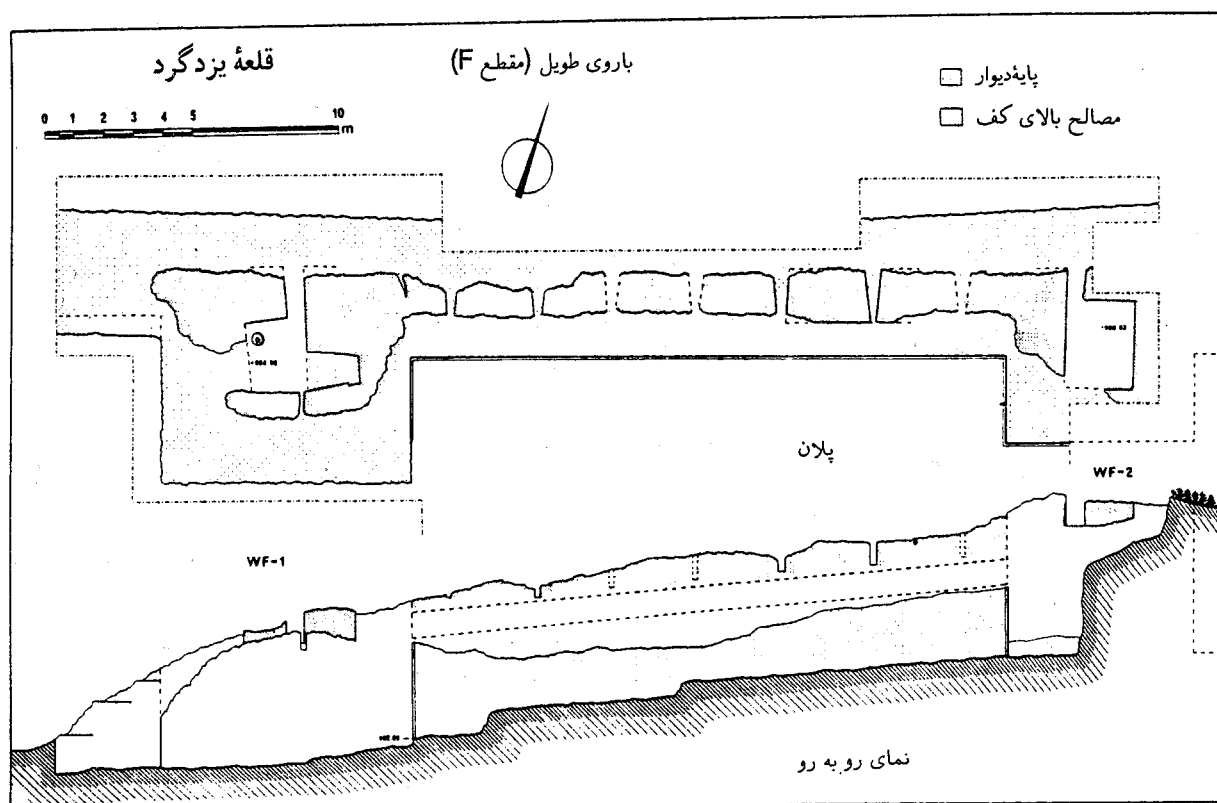 قلعهٔ یزدگرد
باروی طویل (مقطع F)
پایهٔ دیوار
مصالح بالای کف
0 1 2 3 4 5 10
m
پلان
WF-2
WF-1
نمای رو به رو